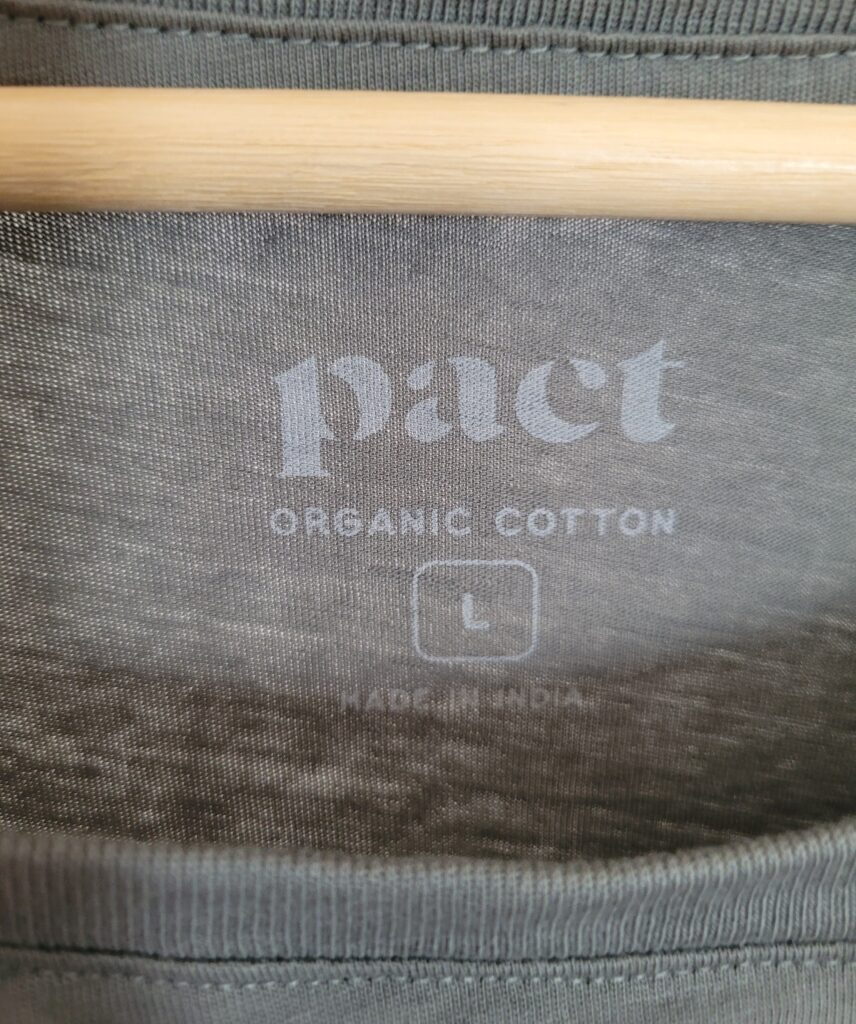 pact
ORGANIC COTTON
L
MADE IN INDIA